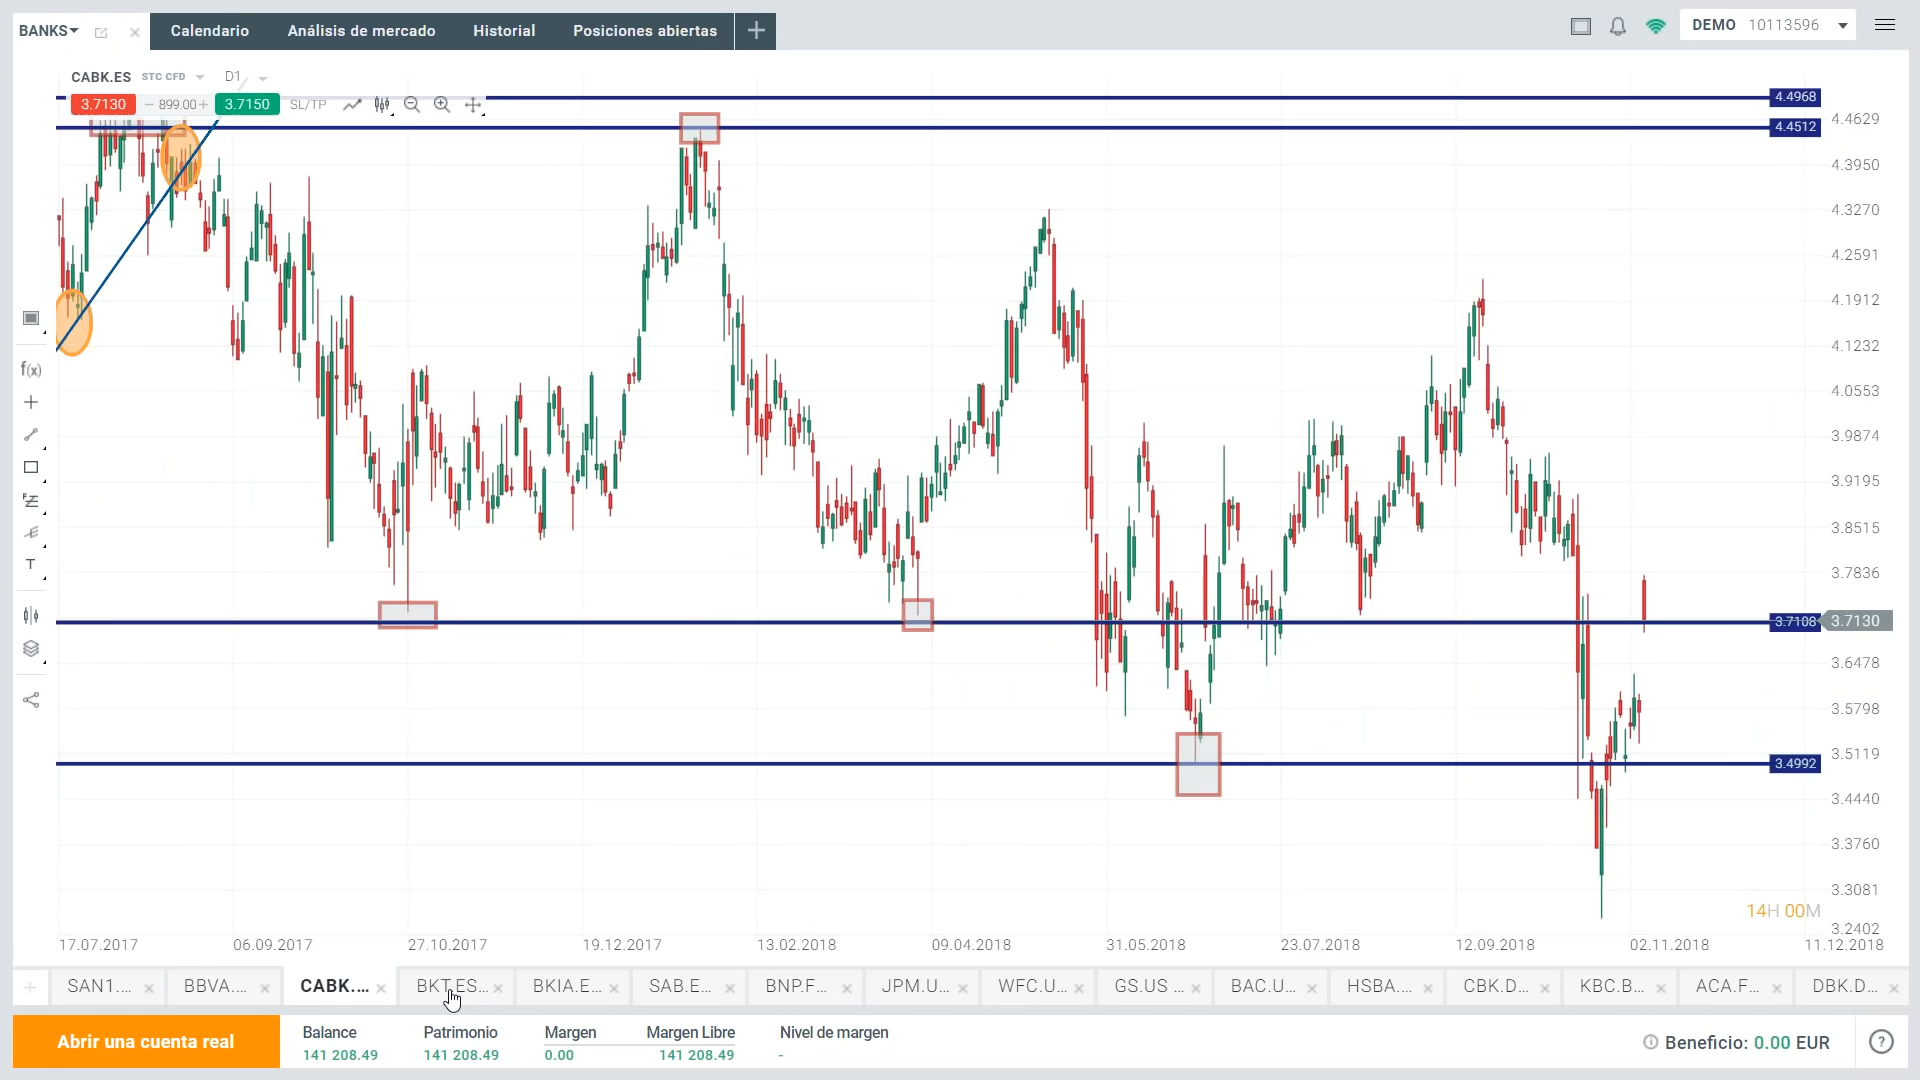 BANKS
Calendario
Análisis de mercado
Historial
Posiciones abiertas
DEMO 10113596
CABK.ES STC CFD D1
3.7130 899.00 3.7150 SL/TP
4.4968
4.4629
4.4512
4.3950
4.3270
4.2591
4.1912
4.1232
4.0553
3.9874
3.9195
3.8515
3.7836
3.7108 3.7130
3.6478
3.5798
3.5119
3.4992
3.4440
3.3760
3.3081
14H 00M
3.2402
f(x)
T
17.07.2017 06.09.2017 27.10.2017 19.12.2017 13.02.2018 09.04.2018 31.05.2018 23.07.2018 12.09.2018 02.11.2018 11.12.2018
SAN1.... BBVA.... CABK.... BKT.ES... BKIA.E... SAB.E... BNP.F... JPM.U... WFC.U... GS.US ... BAC.U... HSBA.... CBK.D... KBC.B... ACA.F... DBK.D...
Abrir una cuenta real
Balance Patrimonio Margen Margen Libre Nivel de margen
141 208.49 141 208.49 0.00 141 208.49 -
Beneficio: 0.00 EUR
?